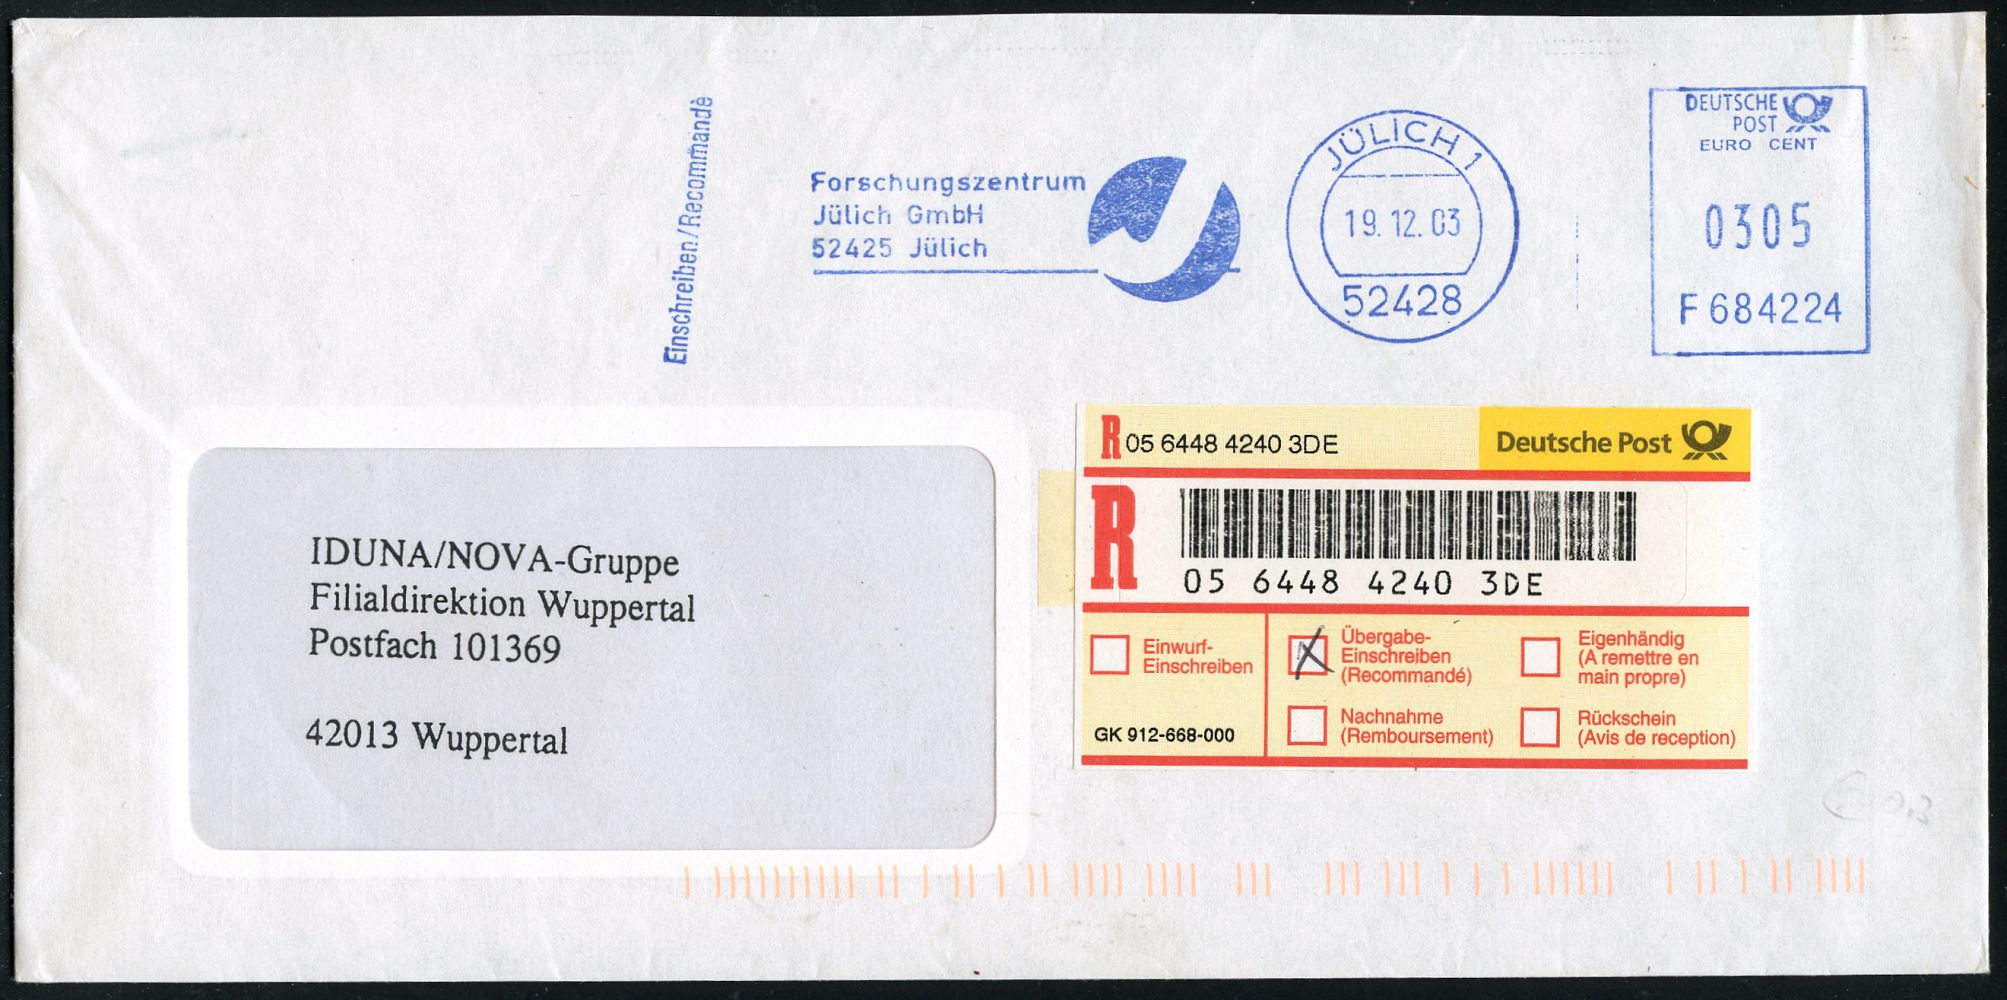 Einschreiben/Recommandè
Forschungszentrum
Jülich GmbH
52425 Jülich
JÜLICH 1
19.12.03
52428
DEUTSCHE
POST
EURO CENT
0305
F 684224
R 05 6448 4240 3DE
Deutsche Post
R
05 6448 4240 3DE
Einwurf-
Einschreiben
Übergabe-
Einschreiben
(Recommandé)
Eigenhändig
(A remettre en
main propre)
GK 912-668-000
Nachnahme
(Remboursement)
Rückschein
(Avis de reception)
IDUNA/NOVA-Gruppe
Filialdirektion Wuppertal
Postfach 101369
42013 Wuppertal